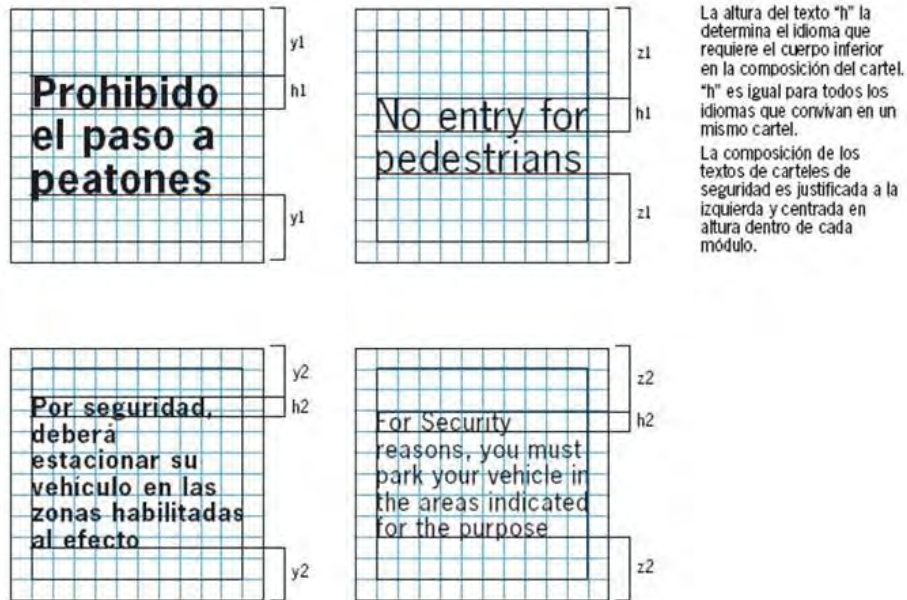 Prohibido
el paso a
peatones
y1
h1
y1
No entry for
pedestrians
z1
h1
z1
La altura del texto "h" la
determina el idioma que
requiere el cuerpo inferior
en la composición del cartel.
"h" es igual para todos los
idiomas que convivan en un
mismo cartel.
La composición de los
textos de carteles de
seguridad es justificada a la
izquierda y centrada en
altura dentro de cada
módulo.
Por seguridad,
deberá
estacionar su
vehículo en las
zonas habilitadas
al efecto
y2
h2
y2
For Security
reasons, you must
park your vehicle in
the areas indicated
for the purpose
z2
h2
z2